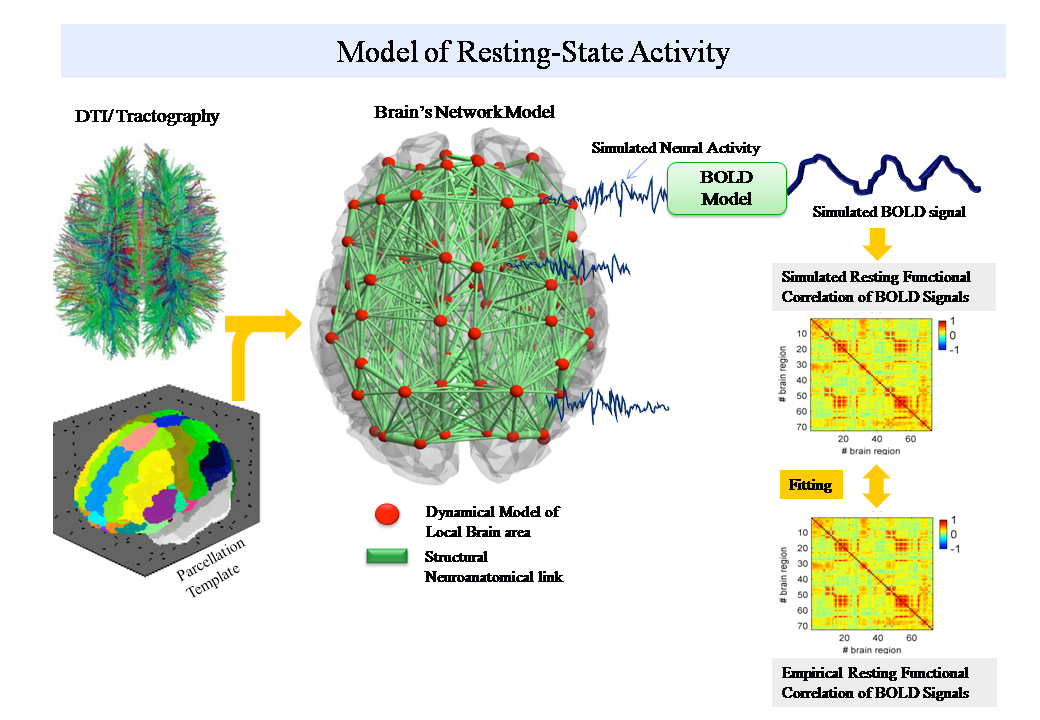 Model of Resting-State Activity
DTI/ Tractography
Brain's Network Model
Simulated Neural Activity
BOLD
Model
Simulated BOLD signal
Simulated Resting Functional
Correlation of BOLD Signals
# brain region
10
20
30
40
50
60
70
20 40 60
# brain region
1
0
-1
Parcellation
Template
Dynamical Model of
Local Brain area
Structural
Neuroanatomical link
Fitting
# brain region
10
20
30
40
50
60
70
20 40 60
# brain region
1
0
-1
Empirical Resting Functional
Correlation of BOLD Signals